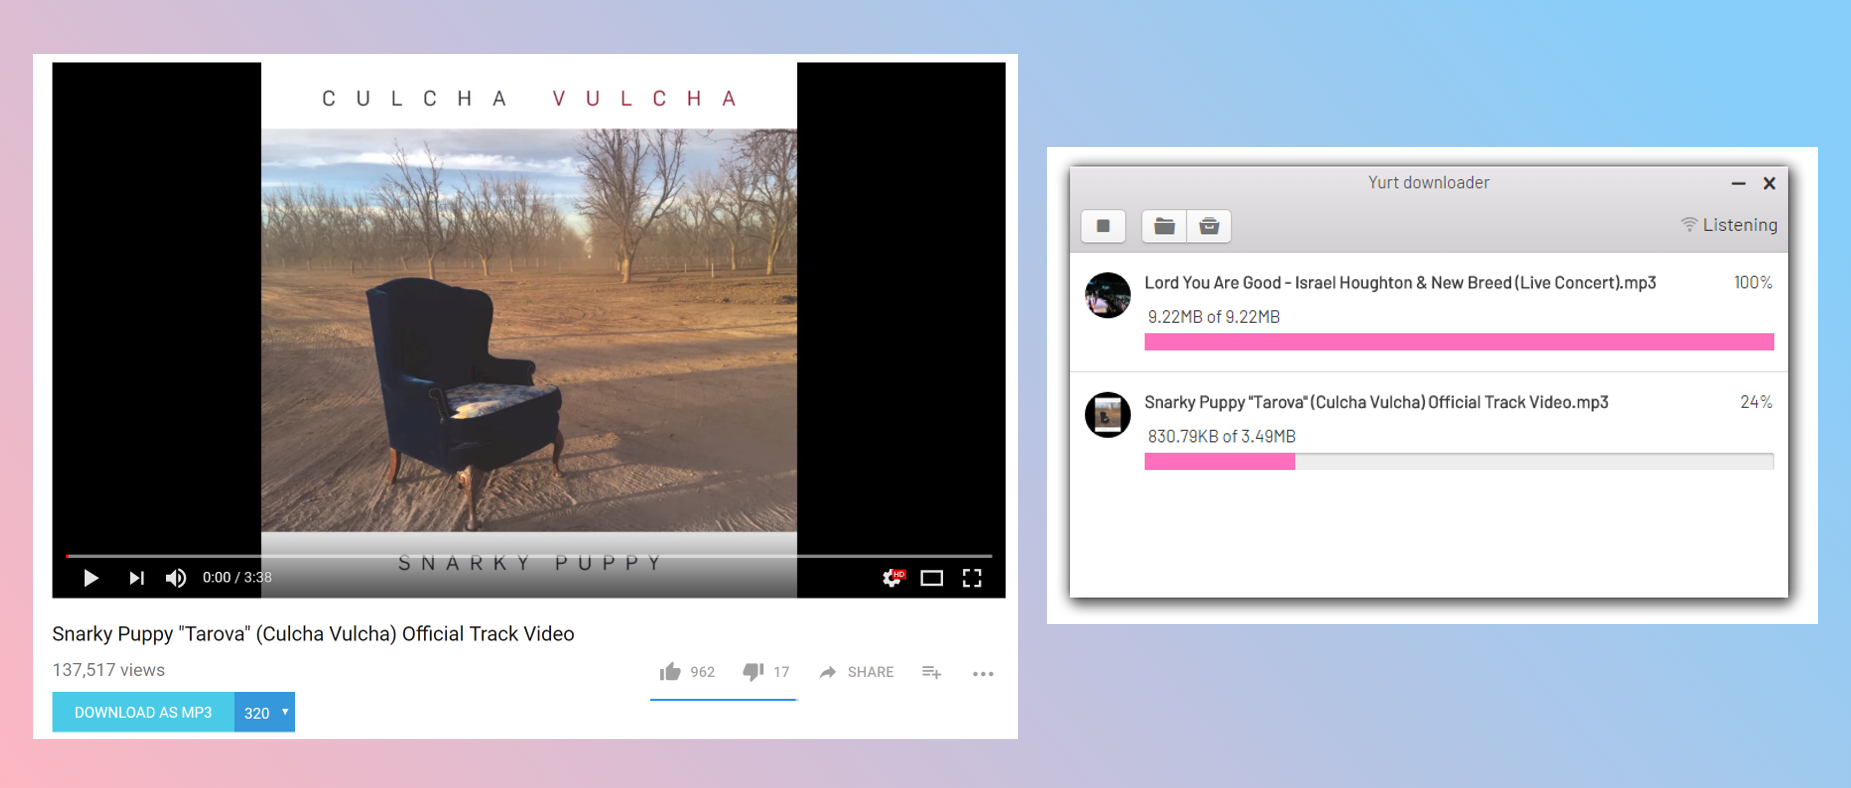 CULCHA VULCHA
SNARKY PUPPY
0:00 / 3:38
HD
Snarky Puppy "Tarova" (Culcha Vulcha) Official Track Video
137,517 views
962
17
SHARE
DOWNLOAD AS MP3
320
Yurt downloader
Listening
Lord You Are Good - Israel Houghton & New Breed (Live Concert).mp3
100%
9.22MB of 9.22MB
Snarky Puppy "Tarova" (Culcha Vulcha) Official Track Video.mp3
24%
830.79KB of 3.49MB